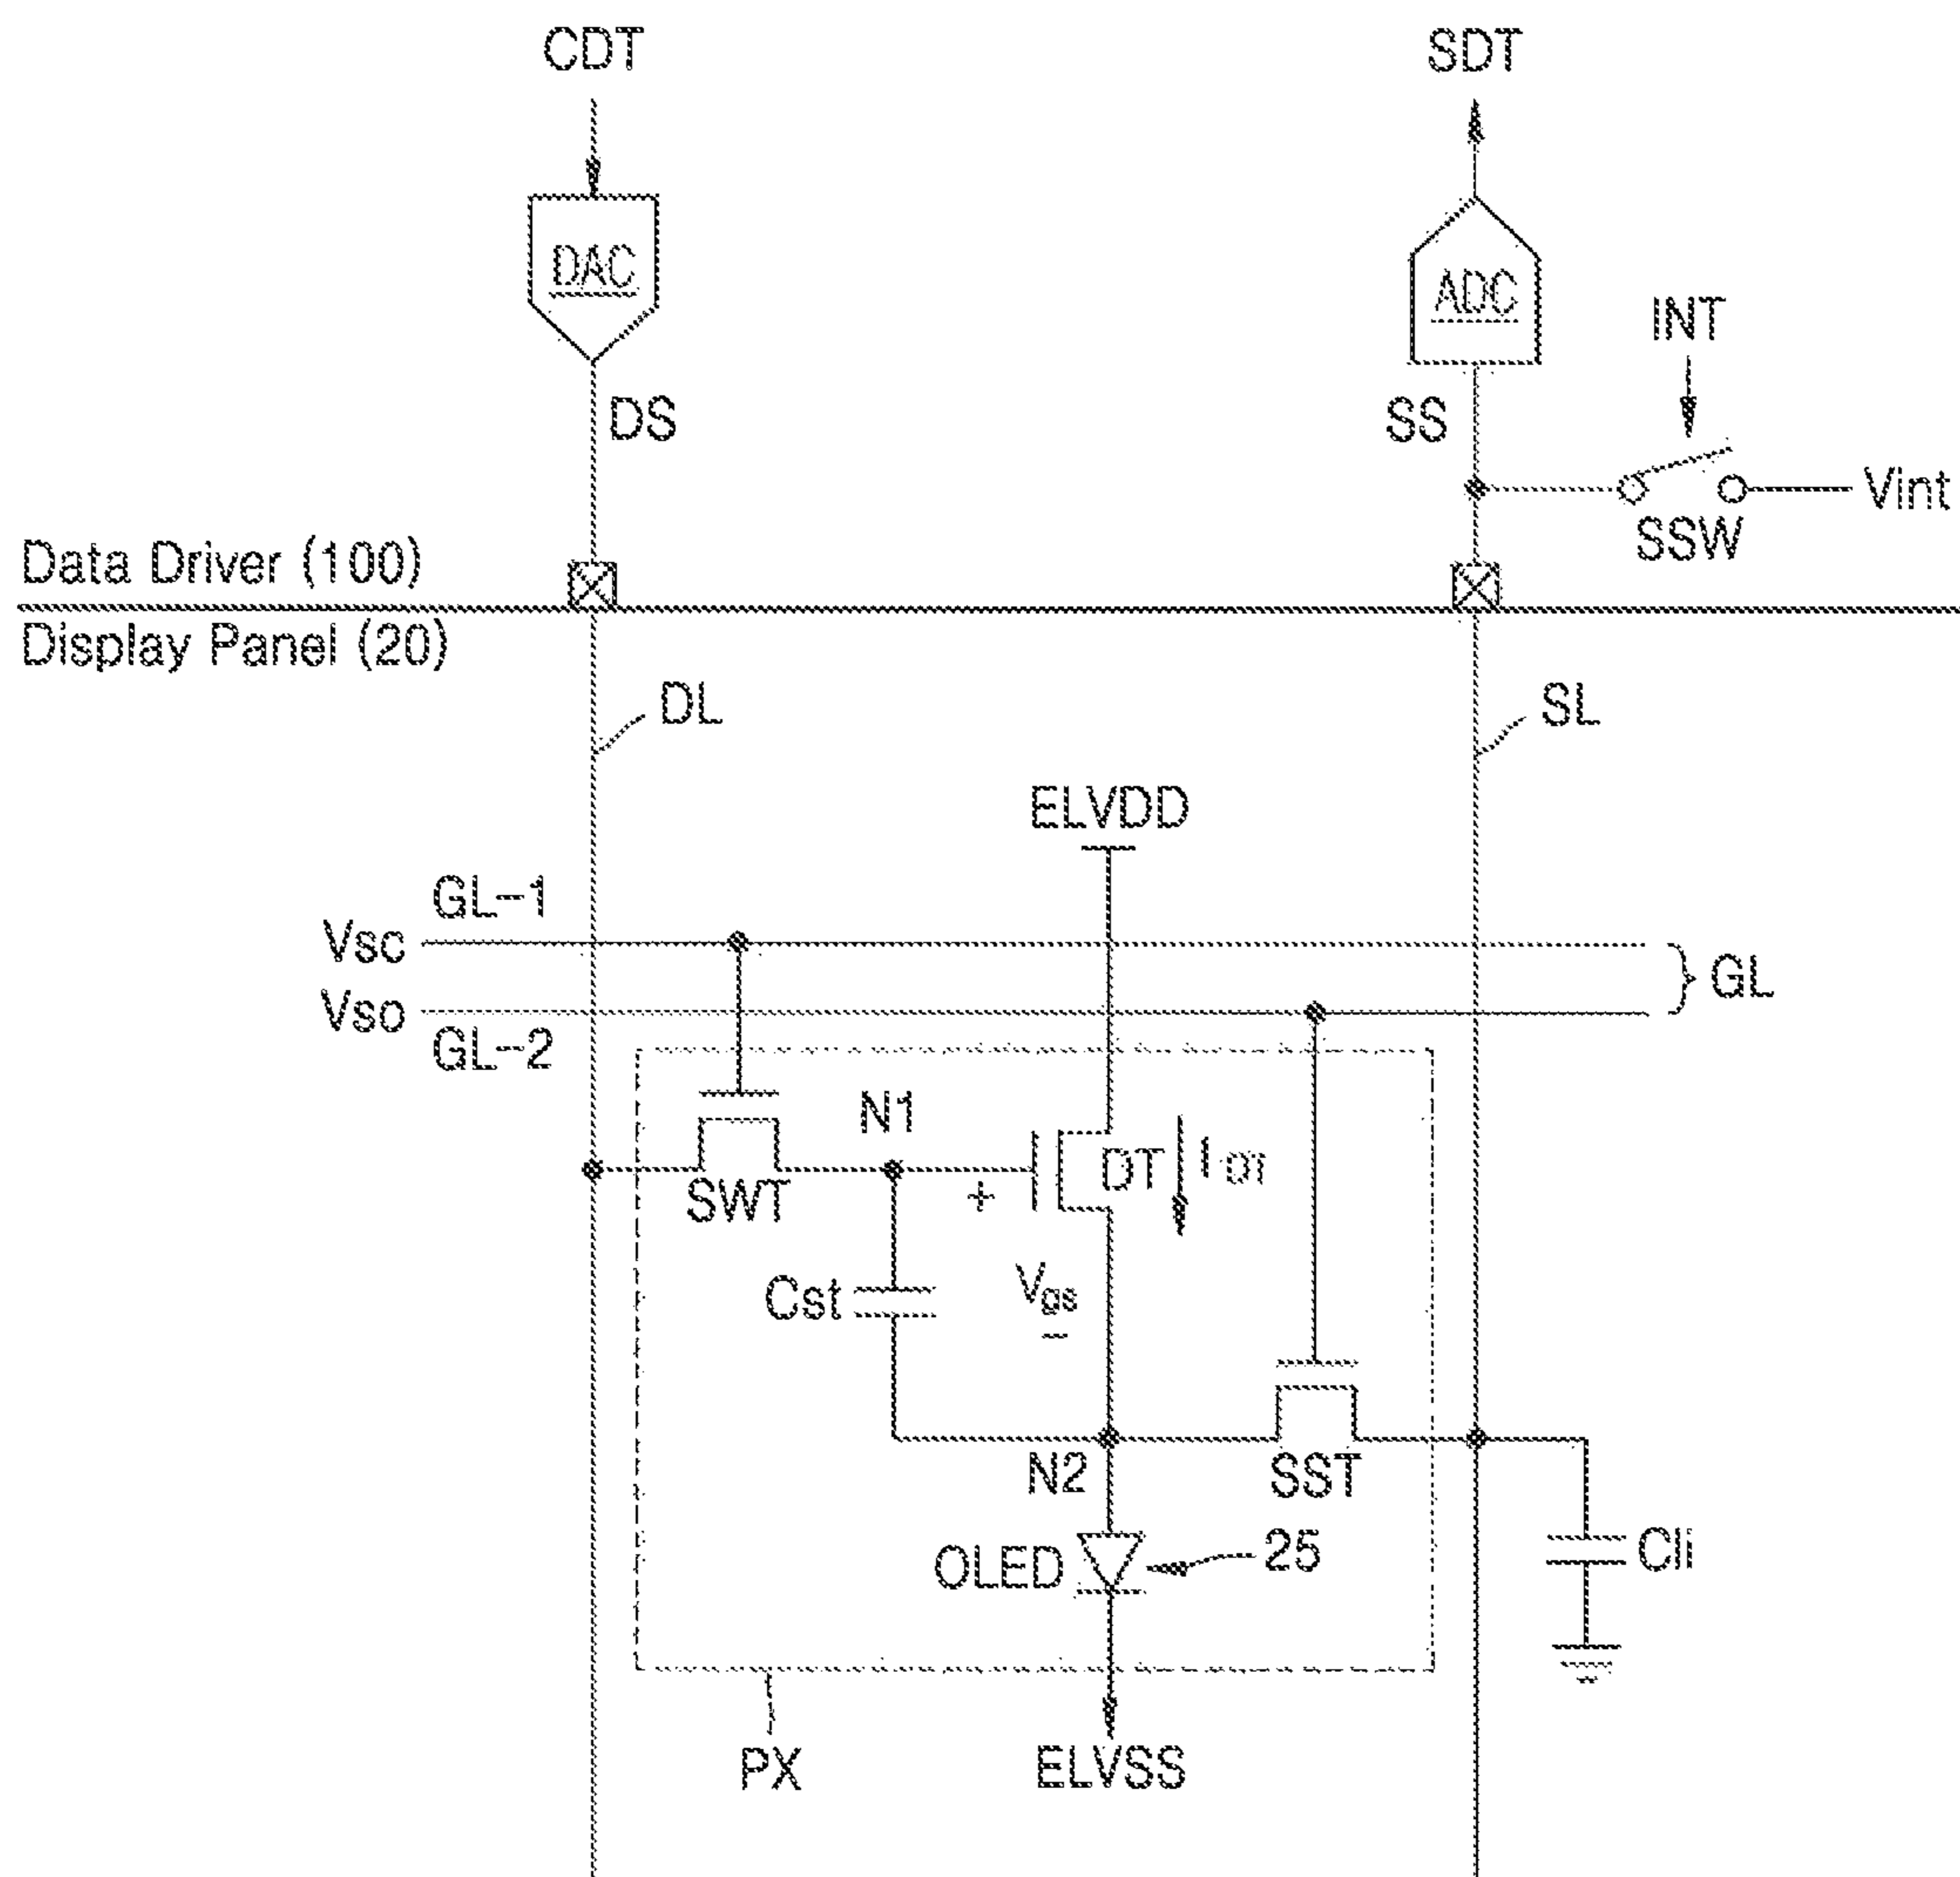 CDT
SDT
DAC
ADC
INT
DS
SS
Vint
SSW
Data Driver (100)
Display Panel (20)
DL
SL
ELVDD
GL-1
Vsc
GL
Vso
GL-2
N1
DT
I DT
SWT
+
Cst
Vgs
–
N2
SST
OLED
25
Cli
PX
ELVSS